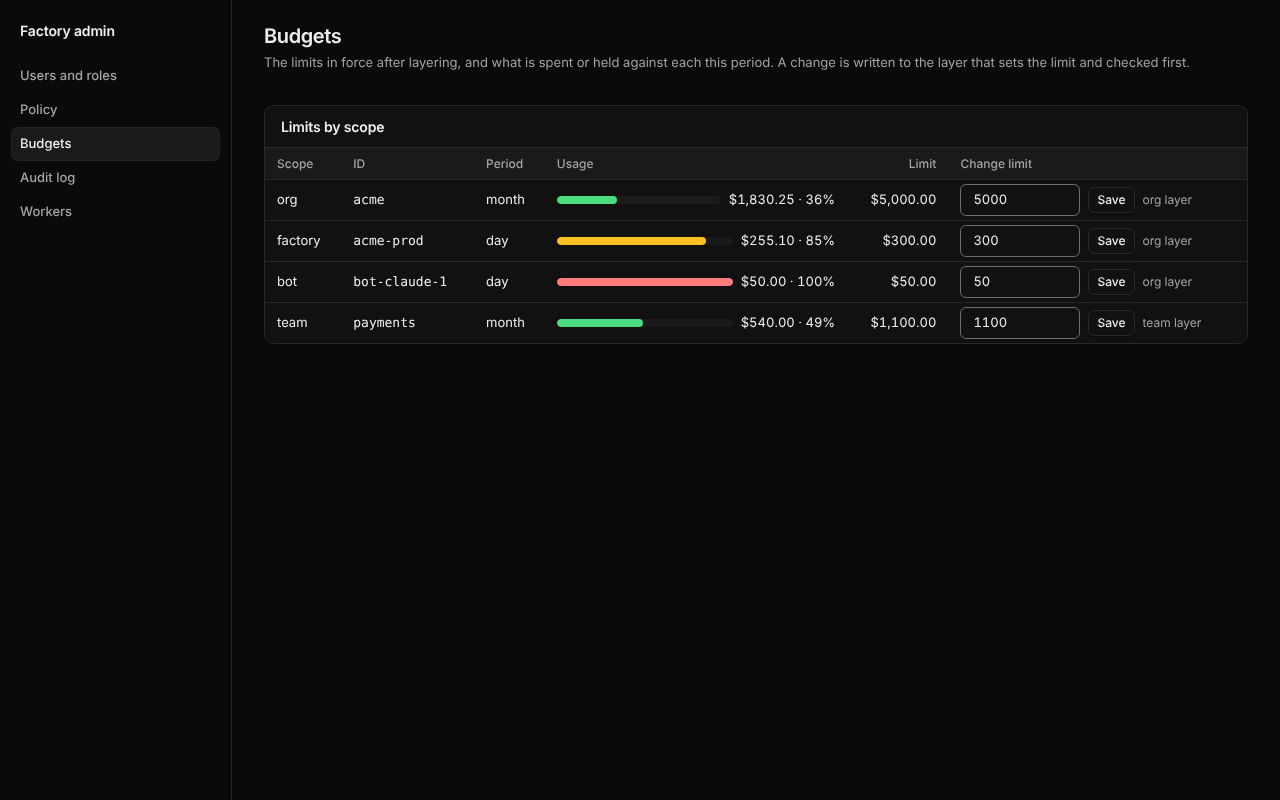 Factory admin
Users and roles
Policy
Budgets
Audit log
Workers
Budgets
The limits in force after layering, and what is spent or held against each this period. A change is written to the layer that sets the limit and checked first.
Limits by scope
Scope ID Period Usage Limit Change limit
org acme month $1,830.25 · 36% $5,000.00 5000 Save org layer
factory acme-prod day $255.10 · 85% $300.00 300 Save org layer
bot bot-claude-1 day $50.00 · 100% $50.00 50 Save org layer
team payments month $540.00 · 49% $1,100.00 1100 Save team layer